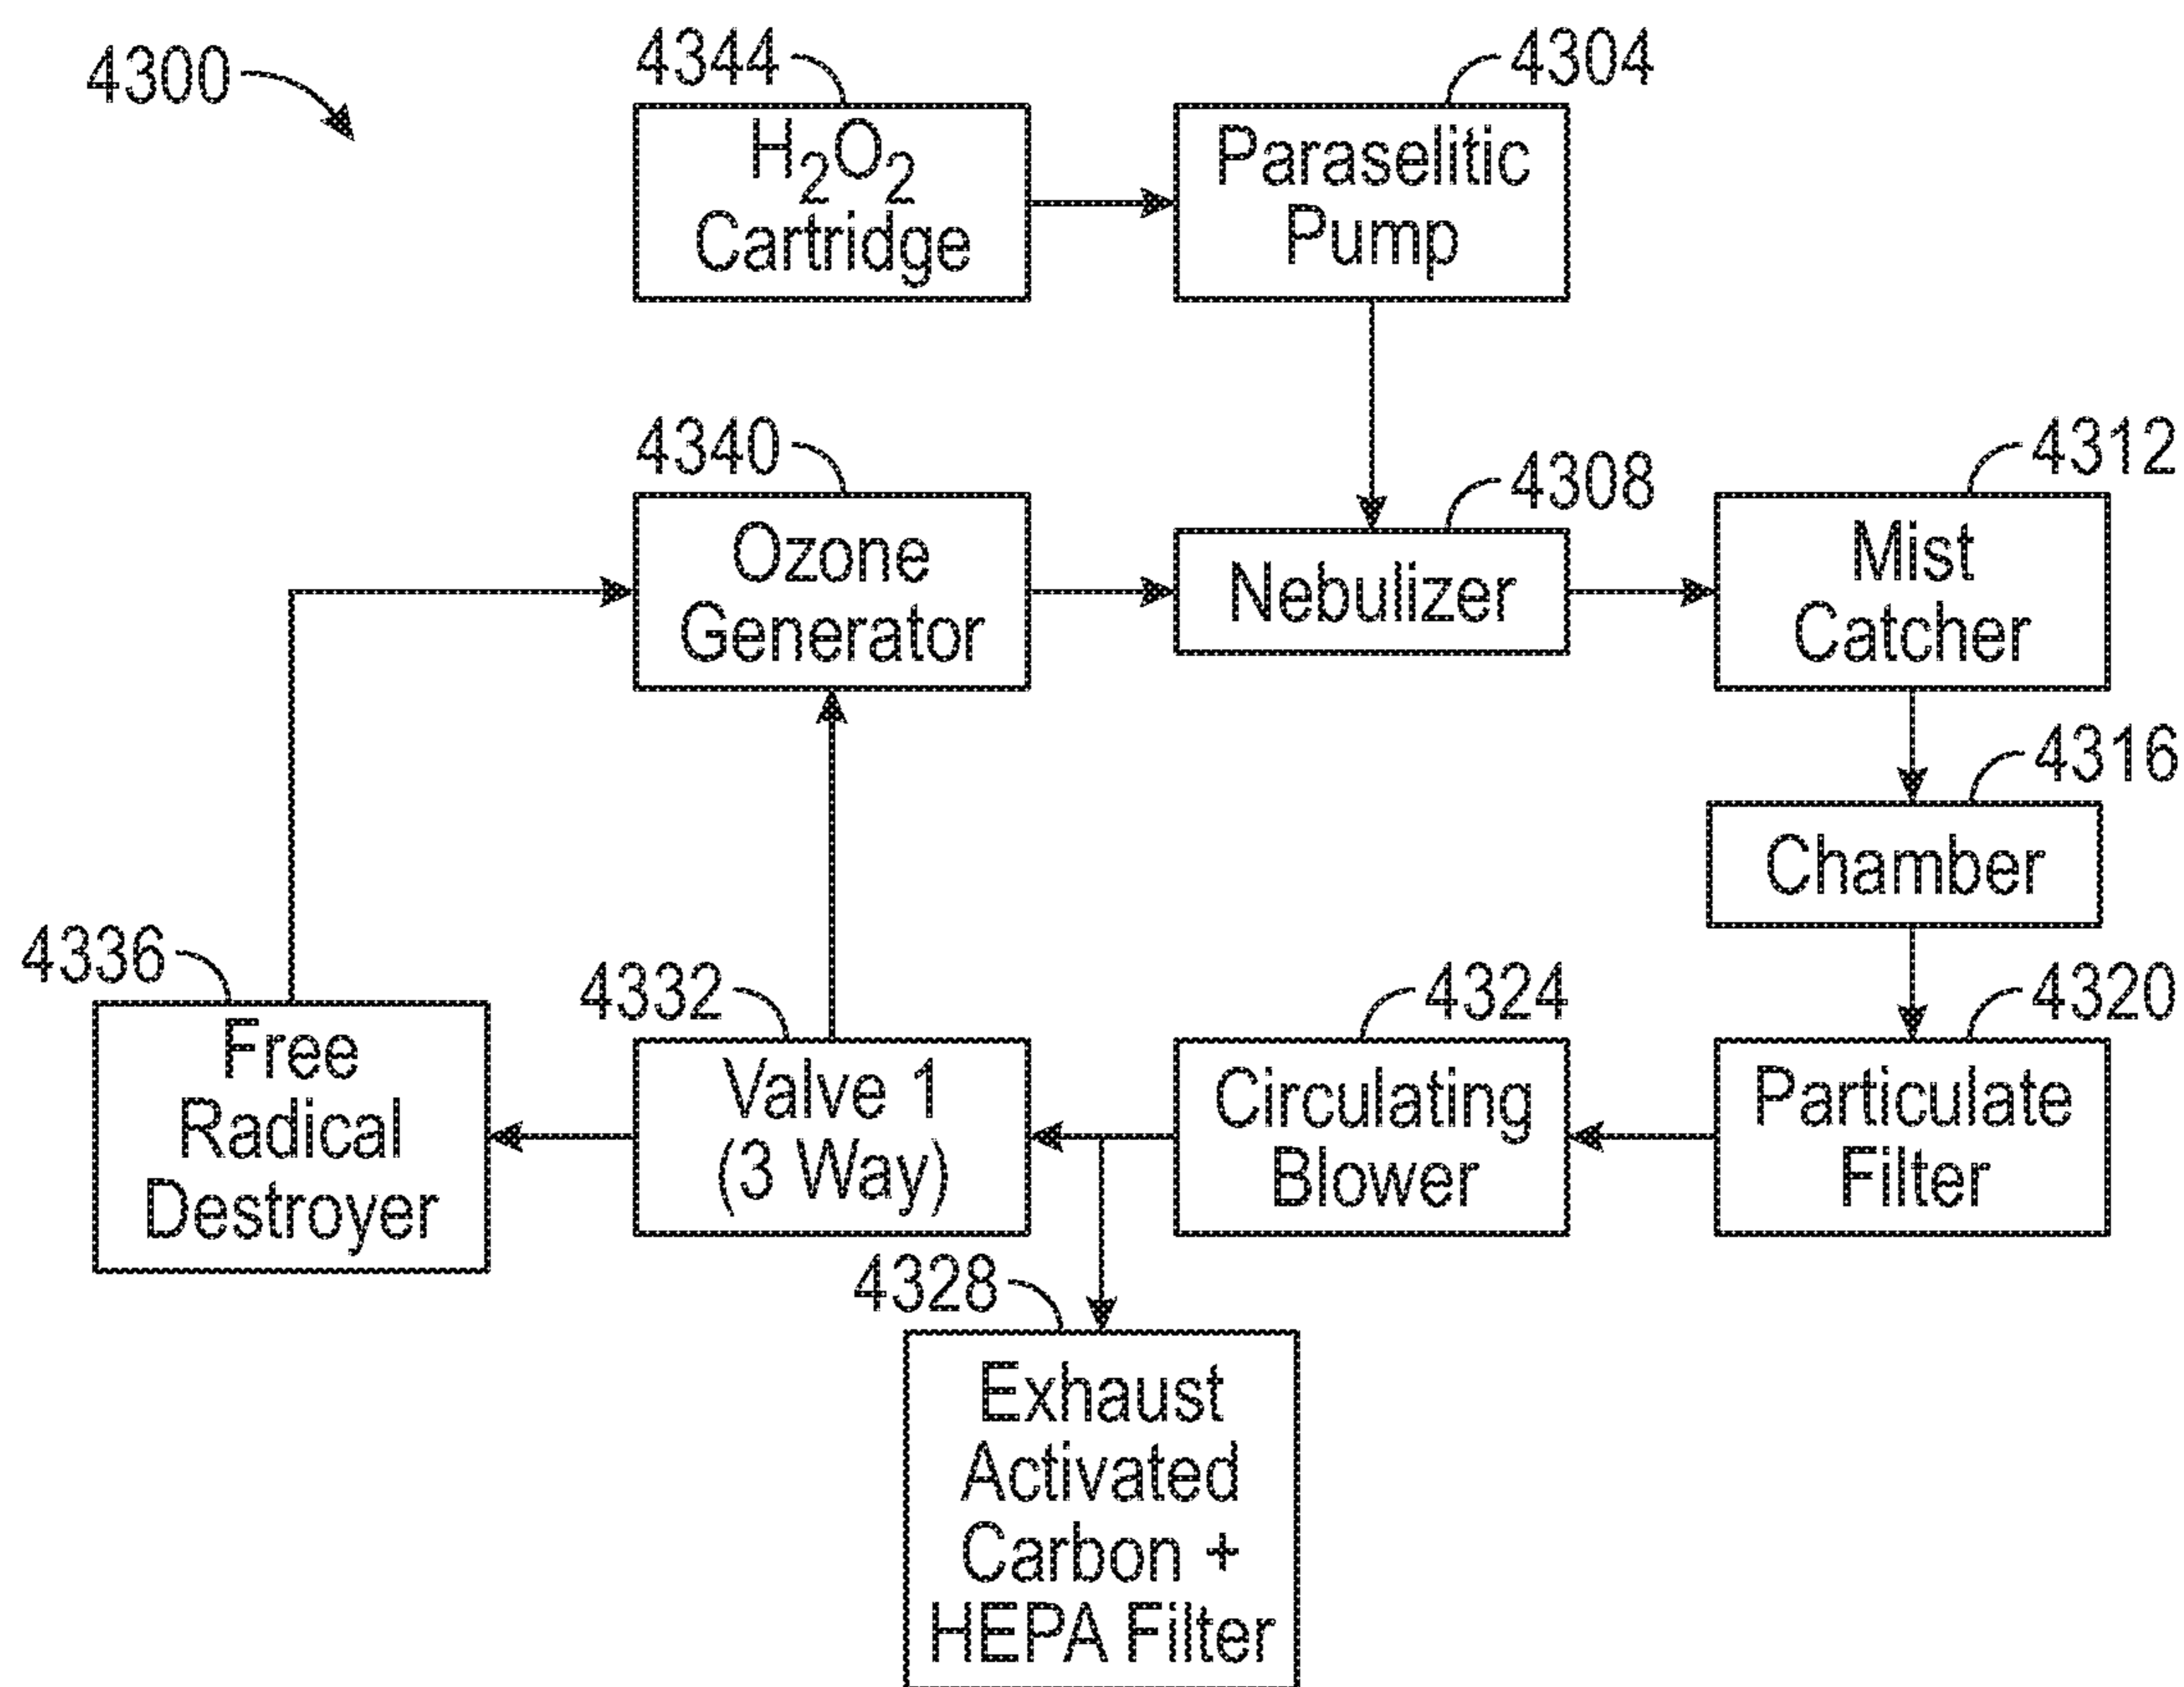 4300
4344
4304
H₂O₂
Cartridge
Paraselitic
Pump
4340
4308
4312
Ozone
Generator
Nebulizer
Mist
Catcher
4316
Chamber
4336
4332
4324
4320
Free
Radical
Destroyer
Valve 1
(3 Way)
Circulating
Blower
Particulate
Filter
4328
Exhaust
Activated
Carbon +
HEPA Filter